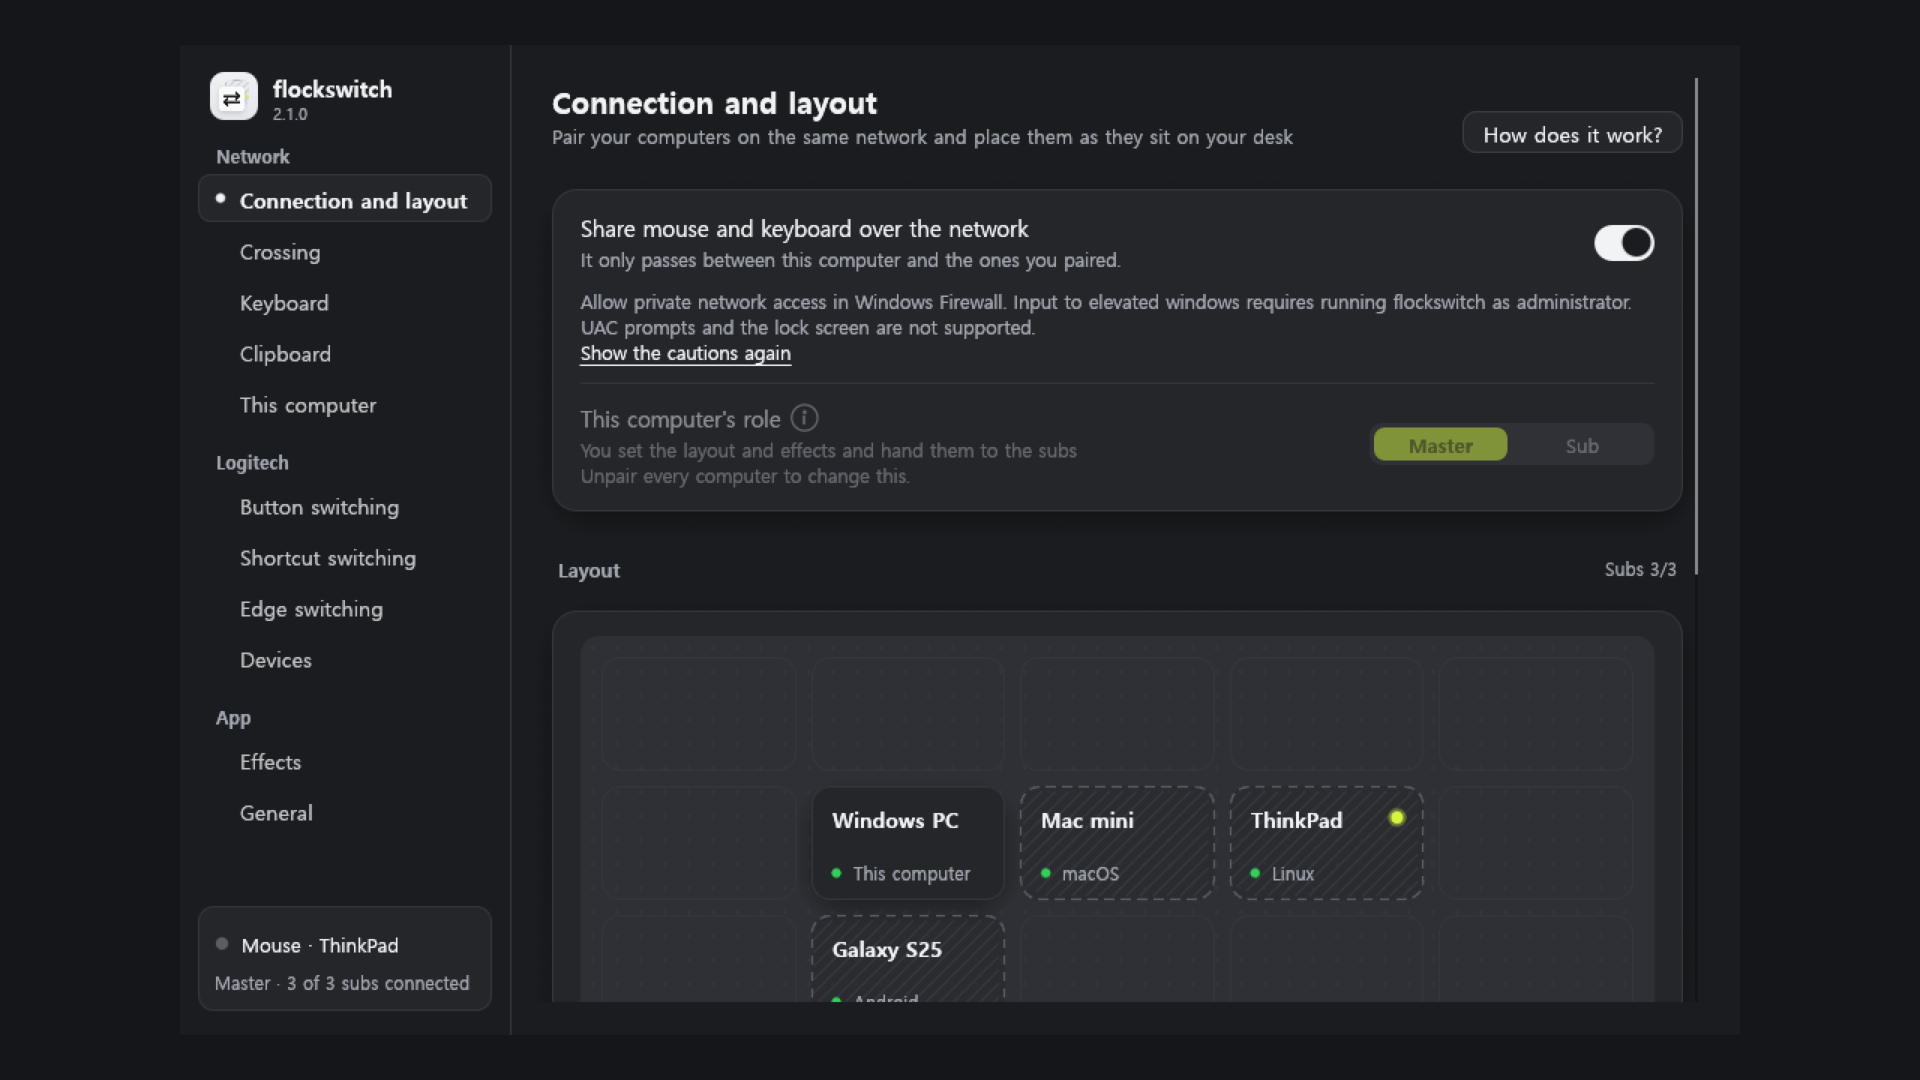 flockswitch
2.1.0
Network
Connection and layout
Crossing
Keyboard
Clipboard
This computer
Logitech
Button switching
Shortcut switching
Edge switching
Devices
App
Effects
General
Mouse · ThinkPad
Master · 3 of 3 subs connected
Connection and layout
Pair your computers on the same network and place them as they sit on your desk
How does it work?
Share mouse and keyboard over the network
It only passes between this computer and the ones you paired.
Allow private network access in Windows Firewall. Input to elevated windows requires running flockswitch as administrator.
UAC prompts and the lock screen are not supported.
Show the cautions again
This computer's role
You set the layout and effects and hand them to the subs
Unpair every computer to change this.
Master
Sub
Layout
Subs 3/3
Windows PC
This computer
Mac mini
macOS
ThinkPad
Linux
Galaxy S25
Android